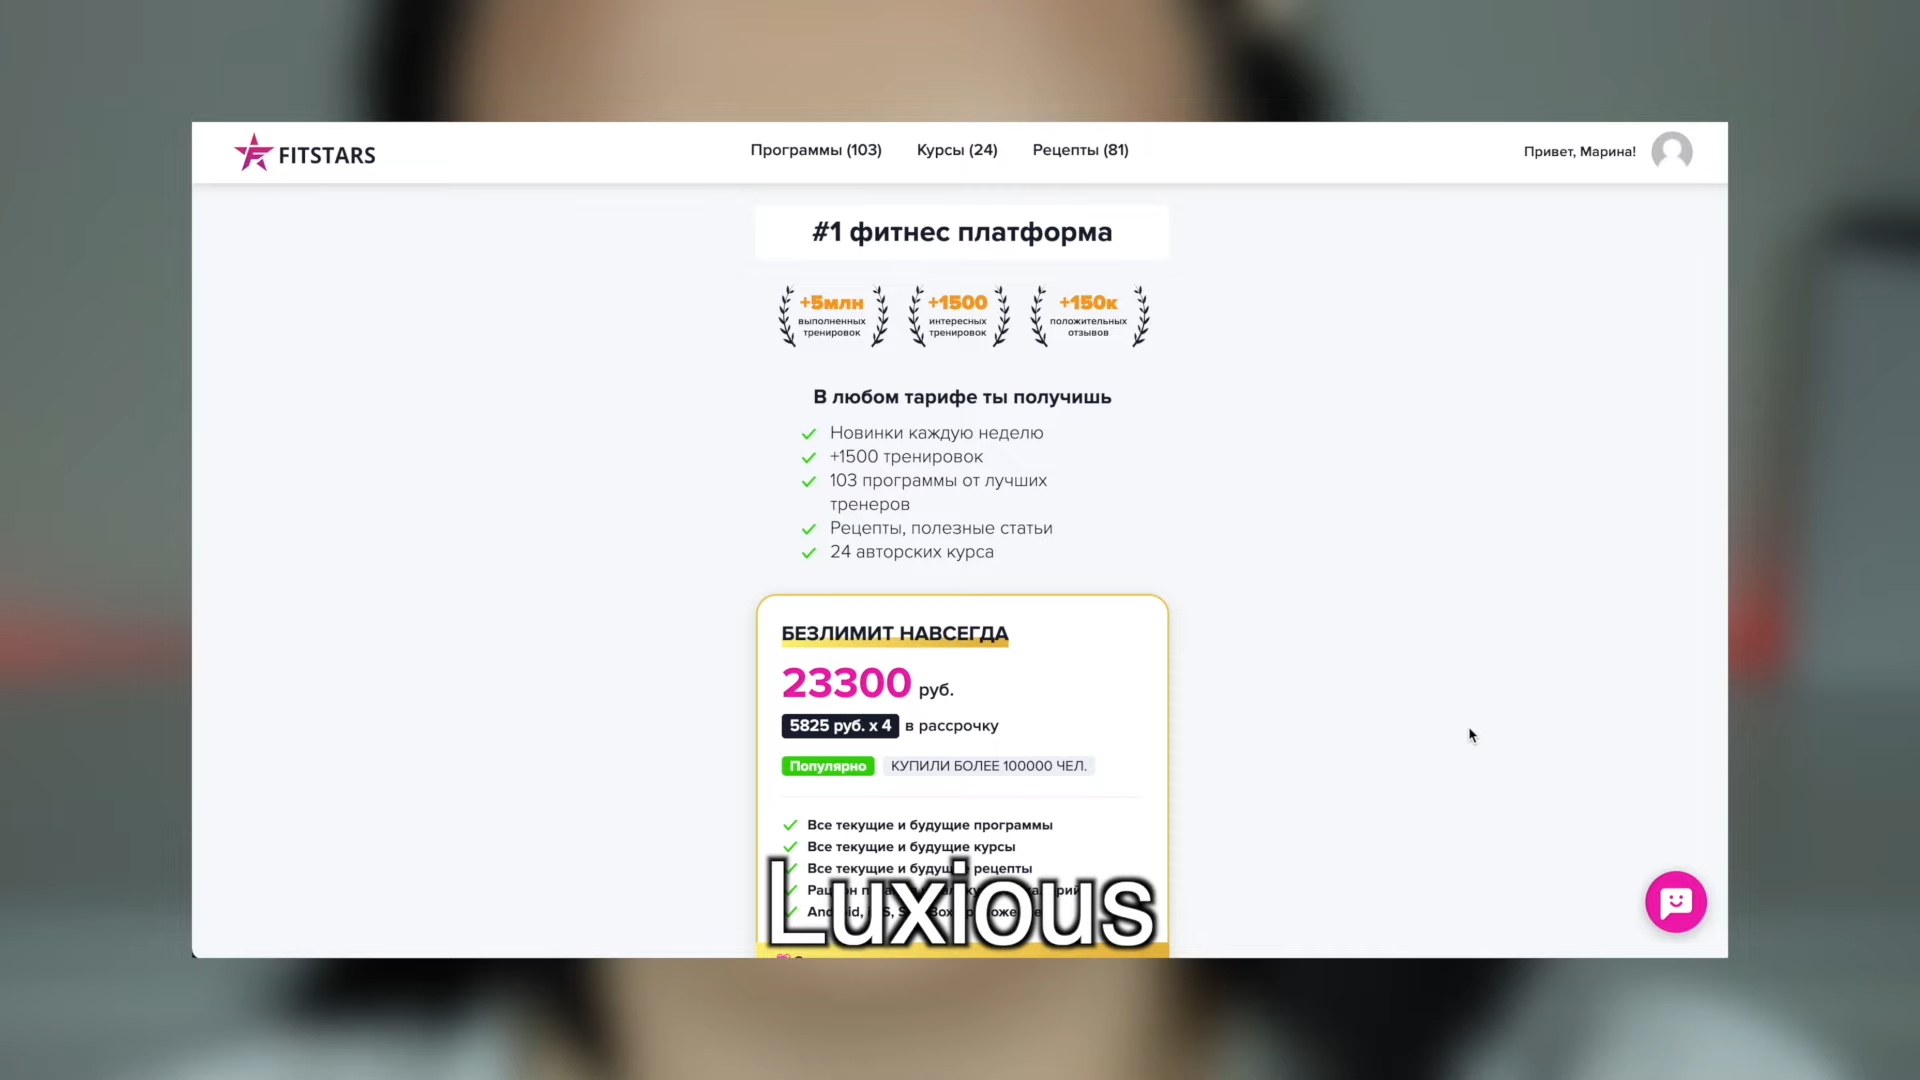 FITSTARS
Программы (103) Курсы (24) Рецепты (81)
Привет, Марина!
#1 фитнес платформа
+5млн
выполненных
тренировок
+1500
интересных
тренировок
+150к
положительных
отзывов
В любом тарифе ты получишь
Новинки каждую неделю
+1500 тренировок
103 программы от лучших
тренеров
Рецепты, полезные статьи
24 авторских курса
БЕЗЛИМИТ НАВСЕГДА
23300 руб.
5825 руб. x 4 в рассрочку
Популярно КУПИЛИ БОЛЕЕ 100000 ЧЕЛ.
Все текущие и будущие программы
Все текущие и будущие курсы
Все текущие и будущие рецепты
Luxious